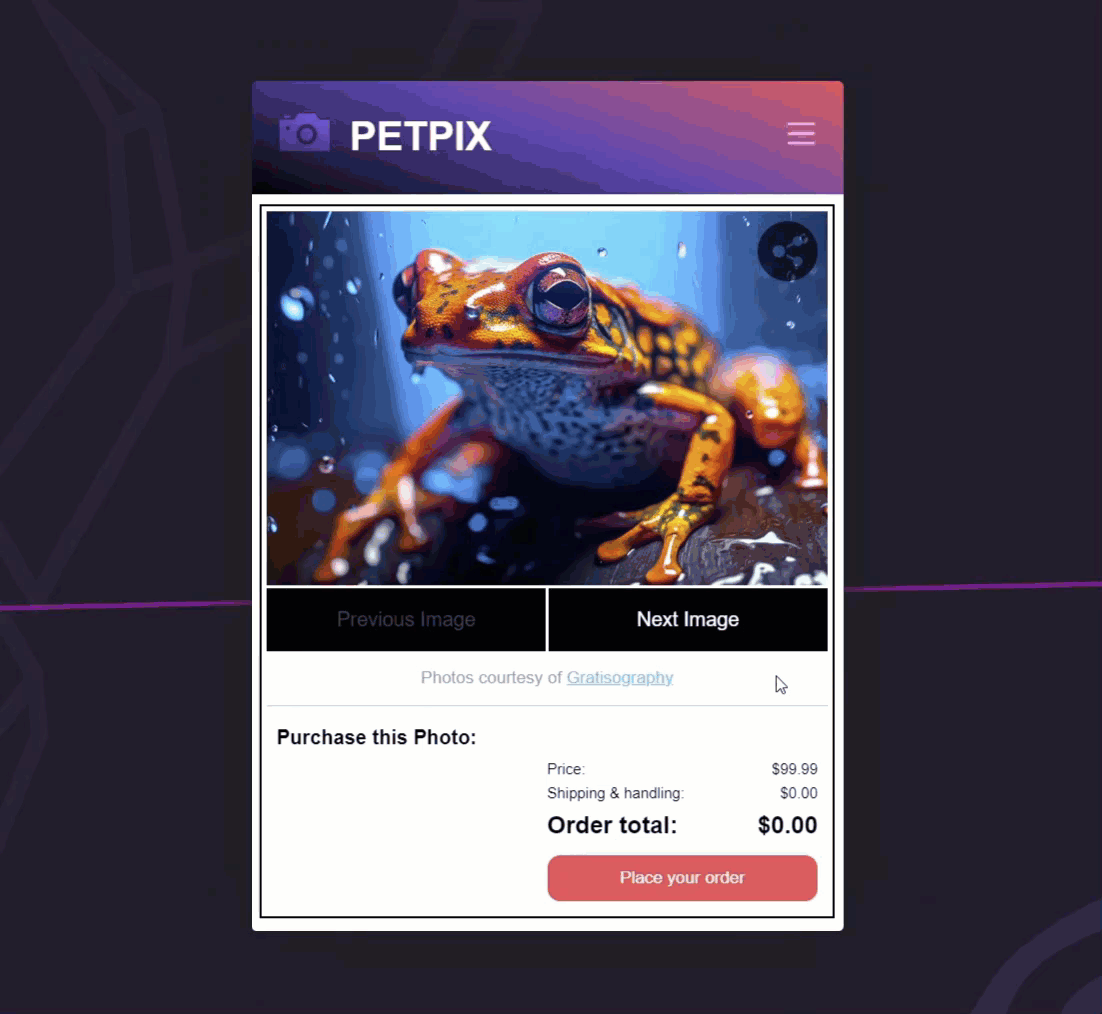 PETPIX
Previous Image
Next Image
Photos courtesy of Gratisography
Purchase this Photo:
Price: $99.99
Shipping & handling: $0.00
Order total: $0.00
Place your order